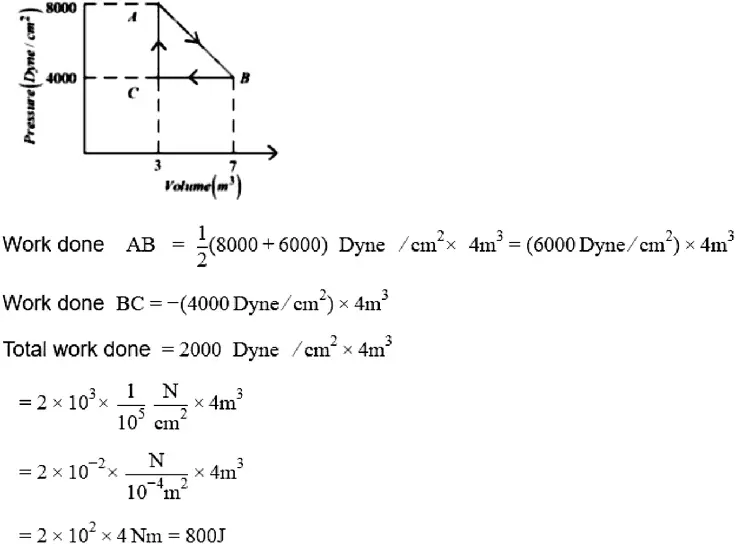 8000
A
4000
B
C
Pressure(Dyne/cm²)
3 7
Volume(m³)
Work done AB = 1/2(8000 + 6000) Dyne /cm² × 4m³ = (6000 Dyne/cm²) × 4m³
Work done BC = −(4000 Dyne/cm²) × 4m³
Total work done = 2000 Dyne /cm² × 4m³
= 2 × 10³ × 1/10⁵ N/cm² × 4m³
= 2 × 10⁻² × N/10⁻⁴m² × 4m³
= 2 × 10² × 4 Nm = 800J